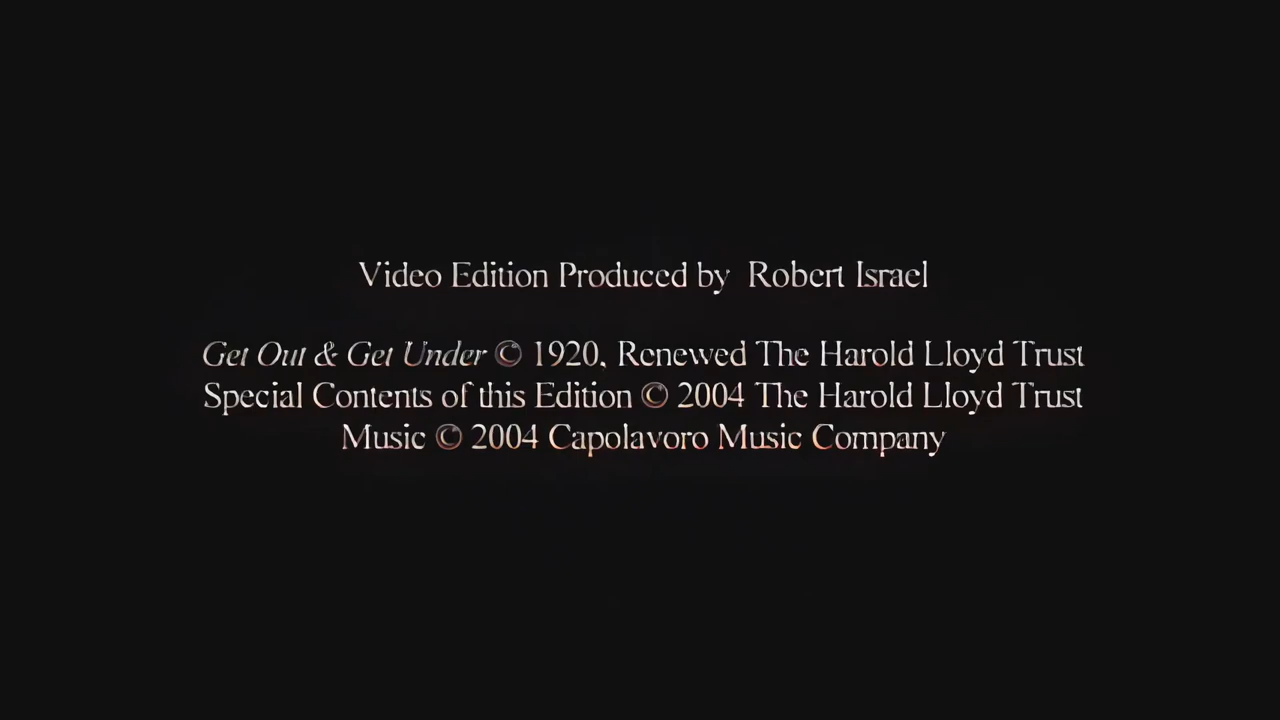 Video Edition Produced by Robert Israel
Get Out & Get Under © 1920, Renewed The Harold Lloyd Trust
Special Contents of this Edition © 2004 The Harold Lloyd Trust
Music © 2004 Capolavoro Music Company